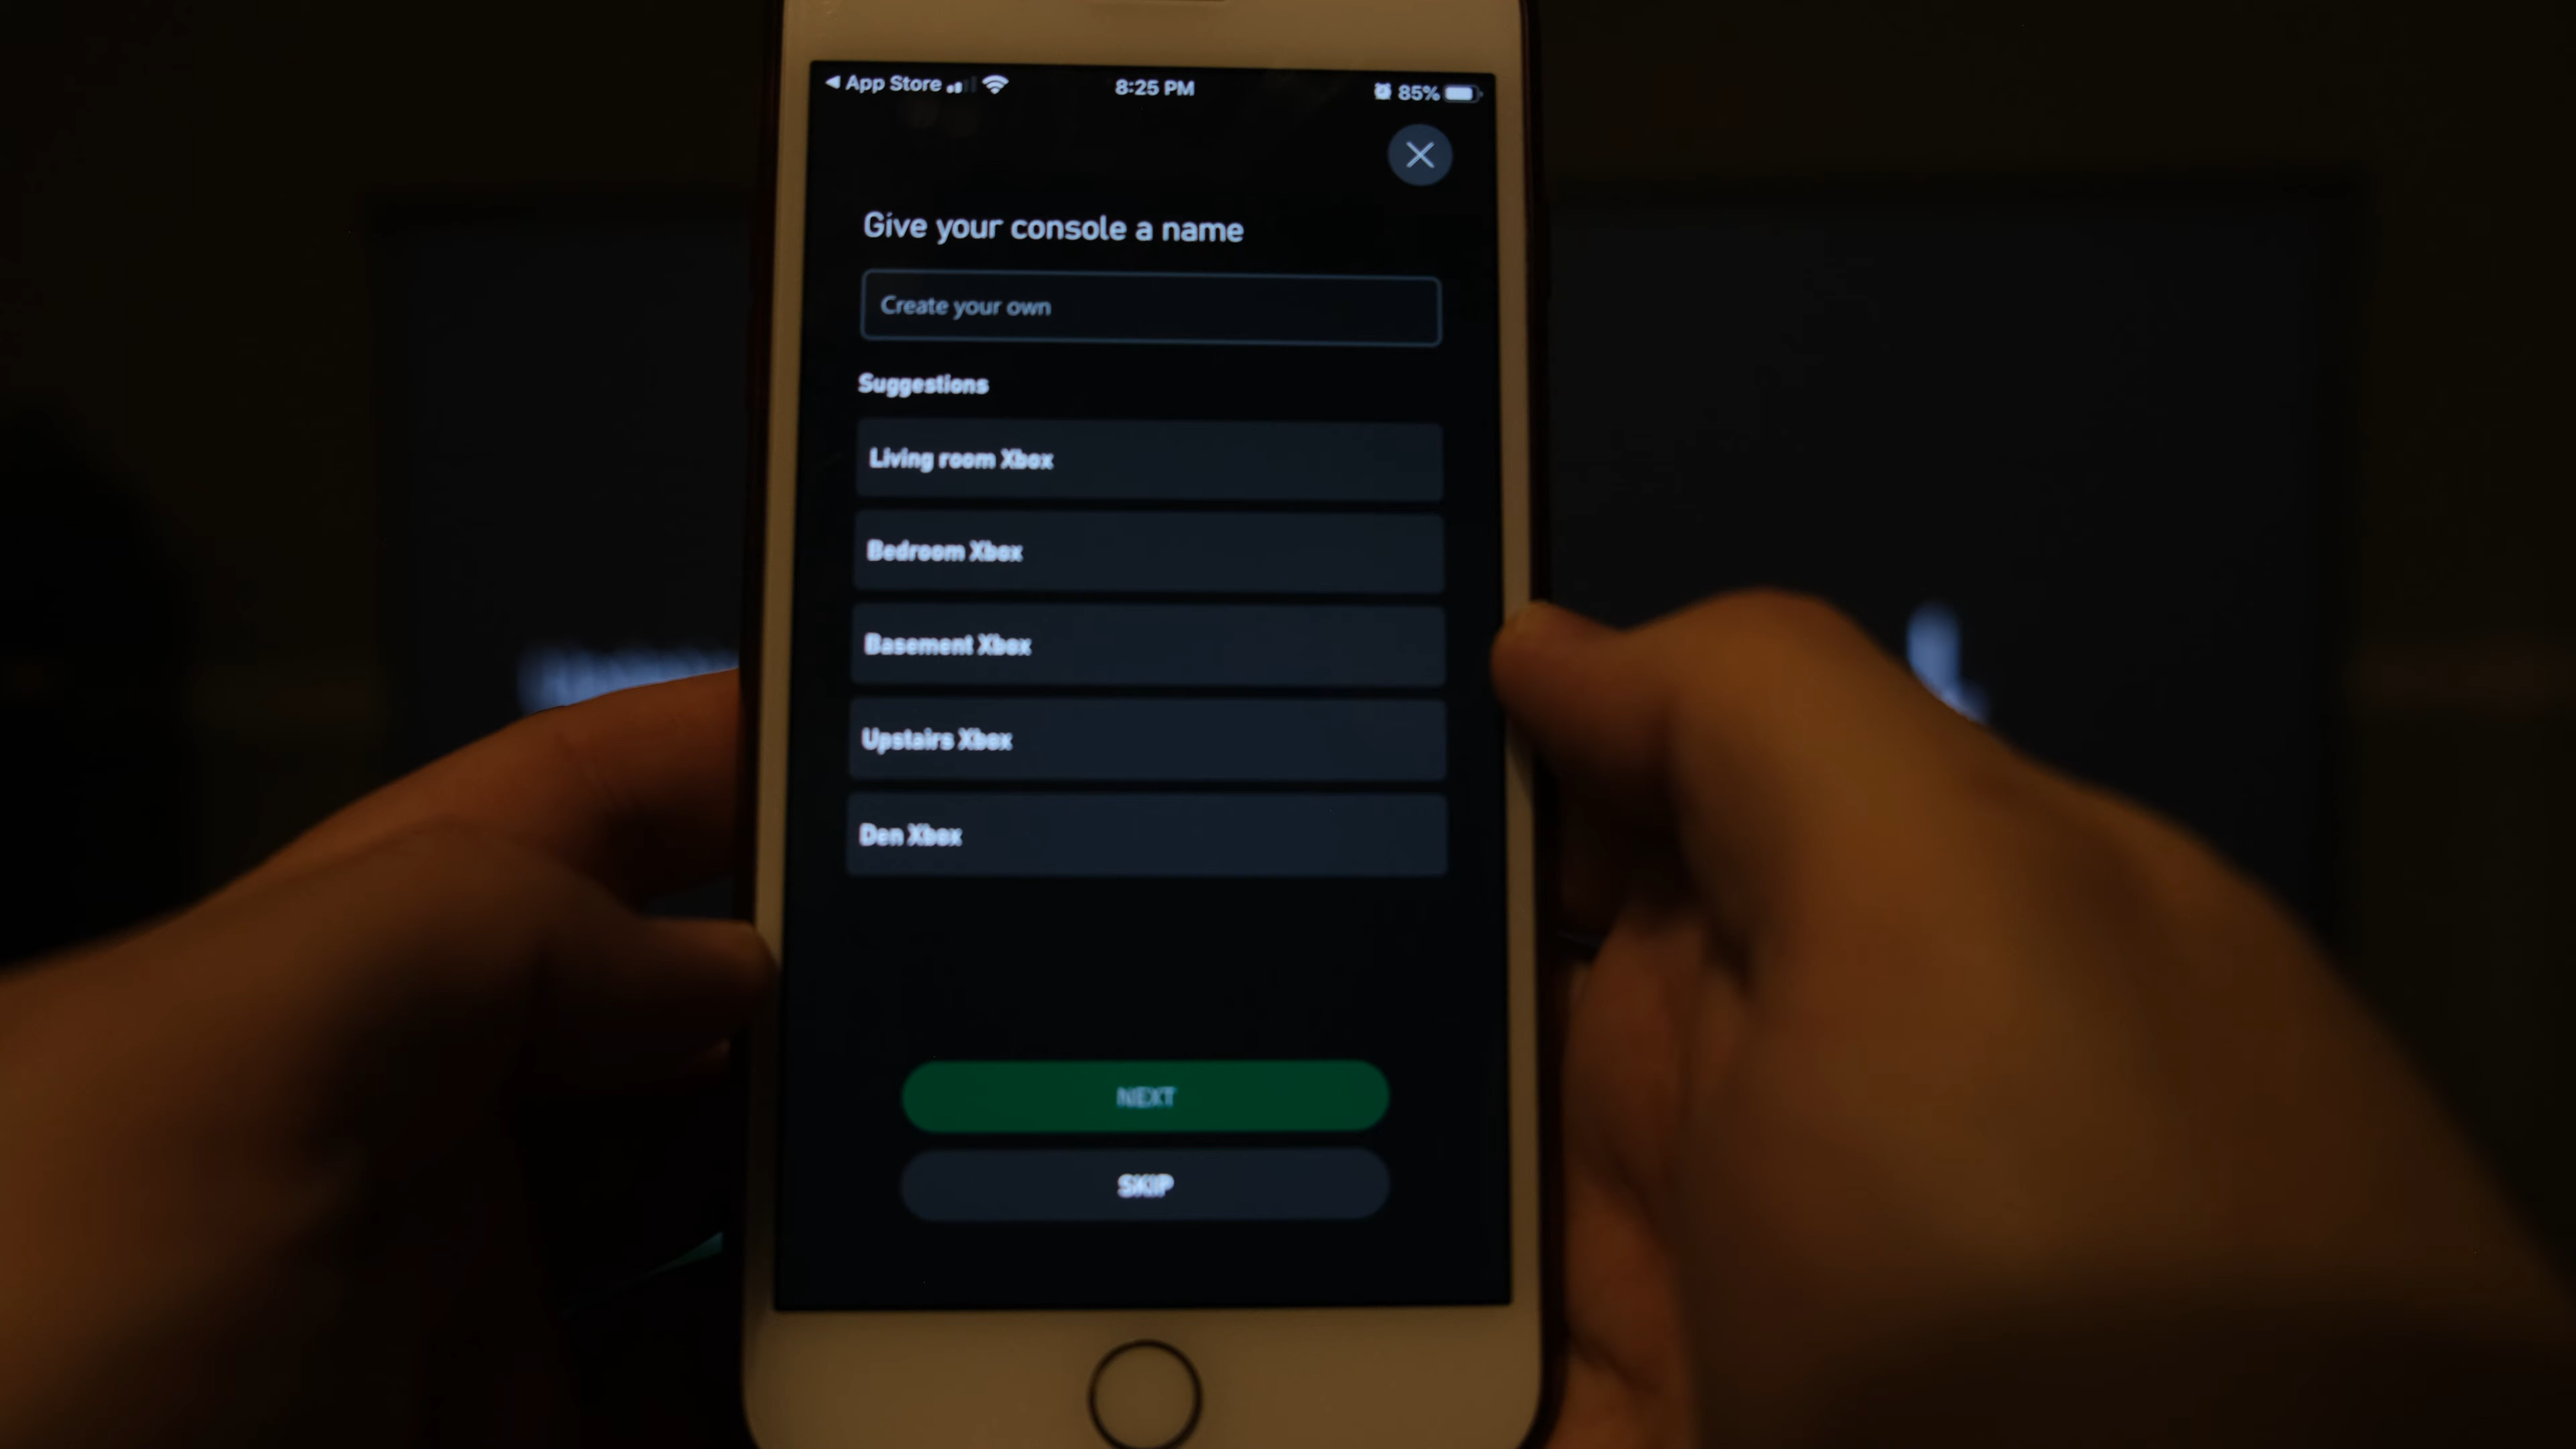 App Store
8:25 PM
85%
Give your console a name
Create your own
Suggestions
Living room Xbox
Bedroom Xbox
Basement Xbox
Upstairs Xbox
Den Xbox
NEXT
SKIP